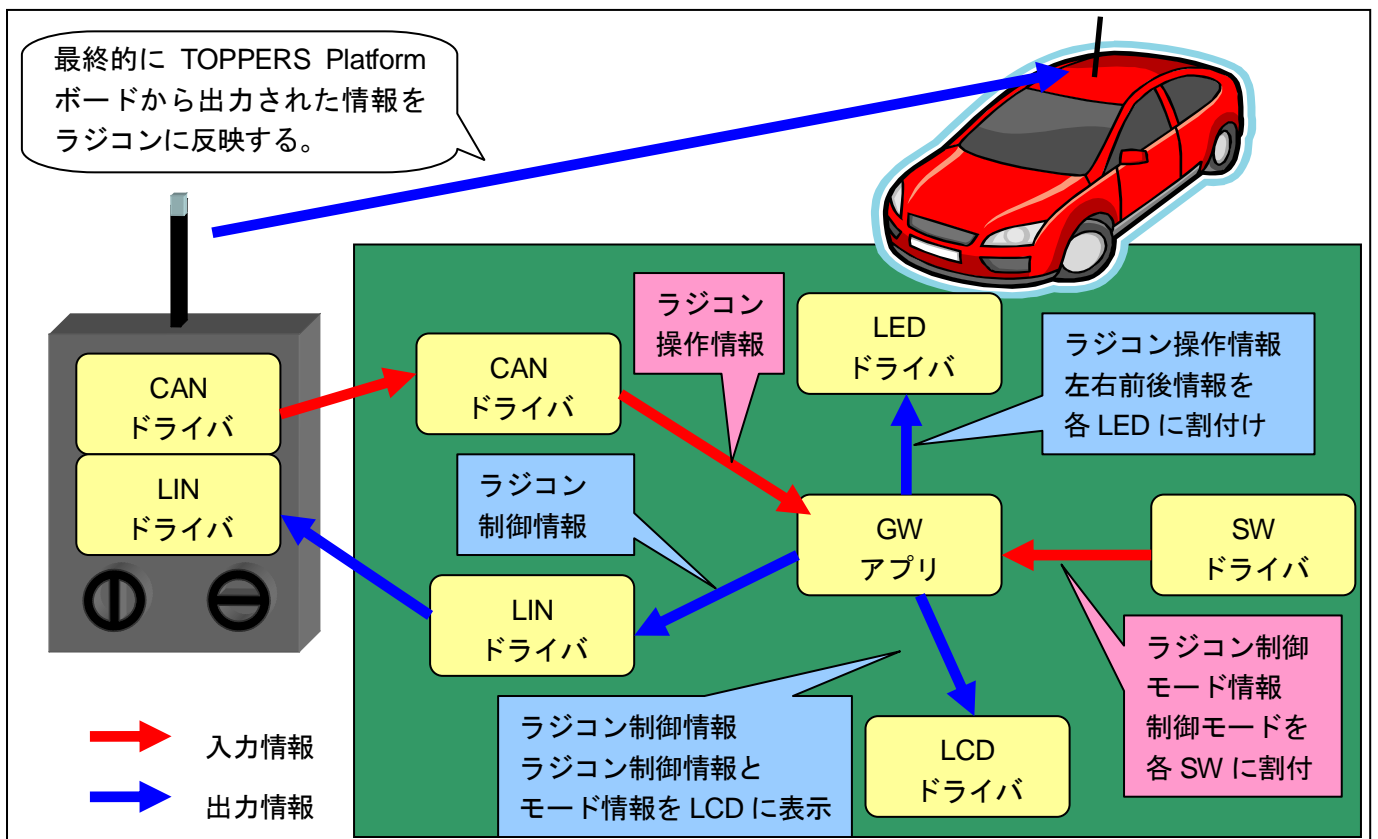 最終的に TOPPERS Platform
ボードから出力された情報を
ラジコンに反映する。
CAN
ドライバ
LIN
ドライバ
CAN
ドライバ
ラジコン
操作情報
LED
ドライバ
ラジコン操作情報
左右前後情報を
各 LED に割付け
ラジコン
制御情報
GW
アプリ
SW
ドライバ
LIN
ドライバ
ラジコン制御
モード情報
制御モードを
各 SW に割付
ラジコン制御情報
ラジコン制御情報と
モード情報を LCD に表示
LCD
ドライバ
入力情報
出力情報